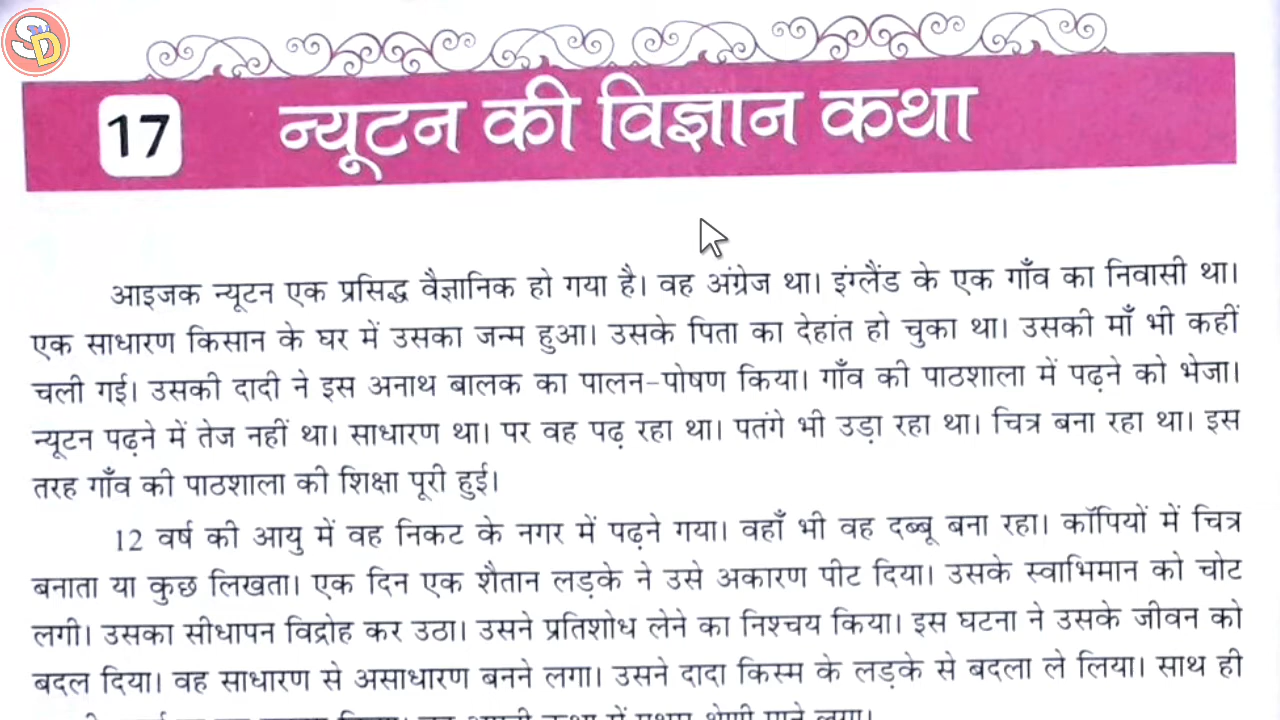 SD
17 न्यूटन की विज्ञान कथा
आइजक न्यूटन एक प्रसिद्ध वैज्ञानिक हो गया है। वह अंग्रेज था। इंग्लैंड के एक गाँव का निवासी था।
एक साधारण किसान के घर में उसका जन्म हुआ। उसके पिता का देहांत हो चुका था। उसकी माँ भी कहीं
चली गई। उसकी दादी ने इस अनाथ बालक का पालन-पोषण किया। गाँव की पाठशाला में पढ़ने को भेजा।
न्यूटन पढ़ने में तेज नहीं था। साधारण था। पर वह पढ़ रहा था। पतंगे भी उड़ा रहा था। चित्र बना रहा था। इस
तरह गाँव की पाठशाला की शिक्षा पूरी हुई।
12 वर्ष की आयु में वह निकट के नगर में पढ़ने गया। वहाँ भी वह दब्बू बना रहा। कॉपियों में चित्र
बनाता या कुछ लिखता। एक दिन एक शैतान लड़के ने उसे अकारण पीट दिया। उसके स्वाभिमान को चोट
लगी। उसका सीधापन विद्रोह कर उठा। उसने प्रतिशोध लेने का निश्चय किया। इस घटना ने उसके जीवन को
बदल दिया। वह साधारण से असाधारण बनने लगा। उसने दादा किस्म के लड़के से बदला ले लिया। साथ ही